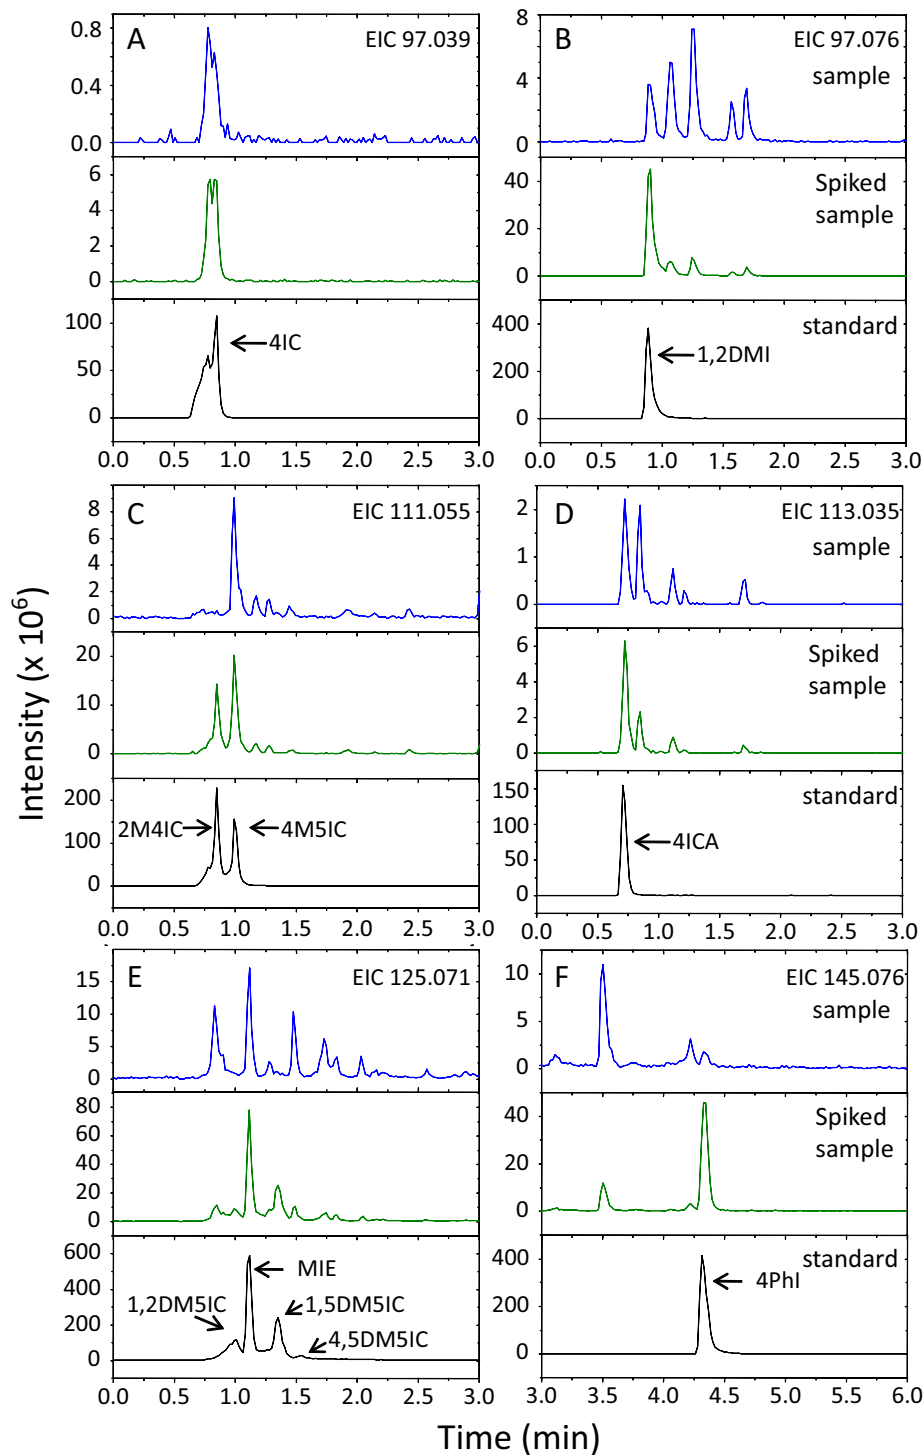 A
EIC 97.039
0.8
0.4
0.0
6
4
2
0
4IC
100
50
0
0.0 0.5 1.0 1.5 2.0 2.5 3.0
B
EIC 97.076
sample
8
4
0
Spiked
sample
40
20
0
standard
1,2DMI
400
200
0
0.0 0.5 1.0 1.5 2.0 2.5 3.0
C
EIC 111.055
8
6
4
2
0
20
10
0
2M4IC
4M5IC
200
100
0
0.0 0.5 1.0 1.5 2.0 2.5 3.0
D
EIC 113.035
sample
2
1
0
Spiked
sample
6
4
2
0
standard
4ICA
150
100
50
0
0.0 0.5 1.0 1.5 2.0 2.5 3.0
E
EIC 125.071
15
10
5
0
80
60
40
20
0
MIE
1,2DM5IC
1,5DM5IC
4,5DM5IC
600
400
200
0
0.0 0.5 1.0 1.5 2.0 2.5 3.0
F
EIC 145.076
sample
10
5
0
Spiked
sample
40
20
0
standard
4PhI
400
200
0
3.0 3.5 4.0 4.5 5.0 5.5 6.0
Intensity (x 10⁶)
Time (min)